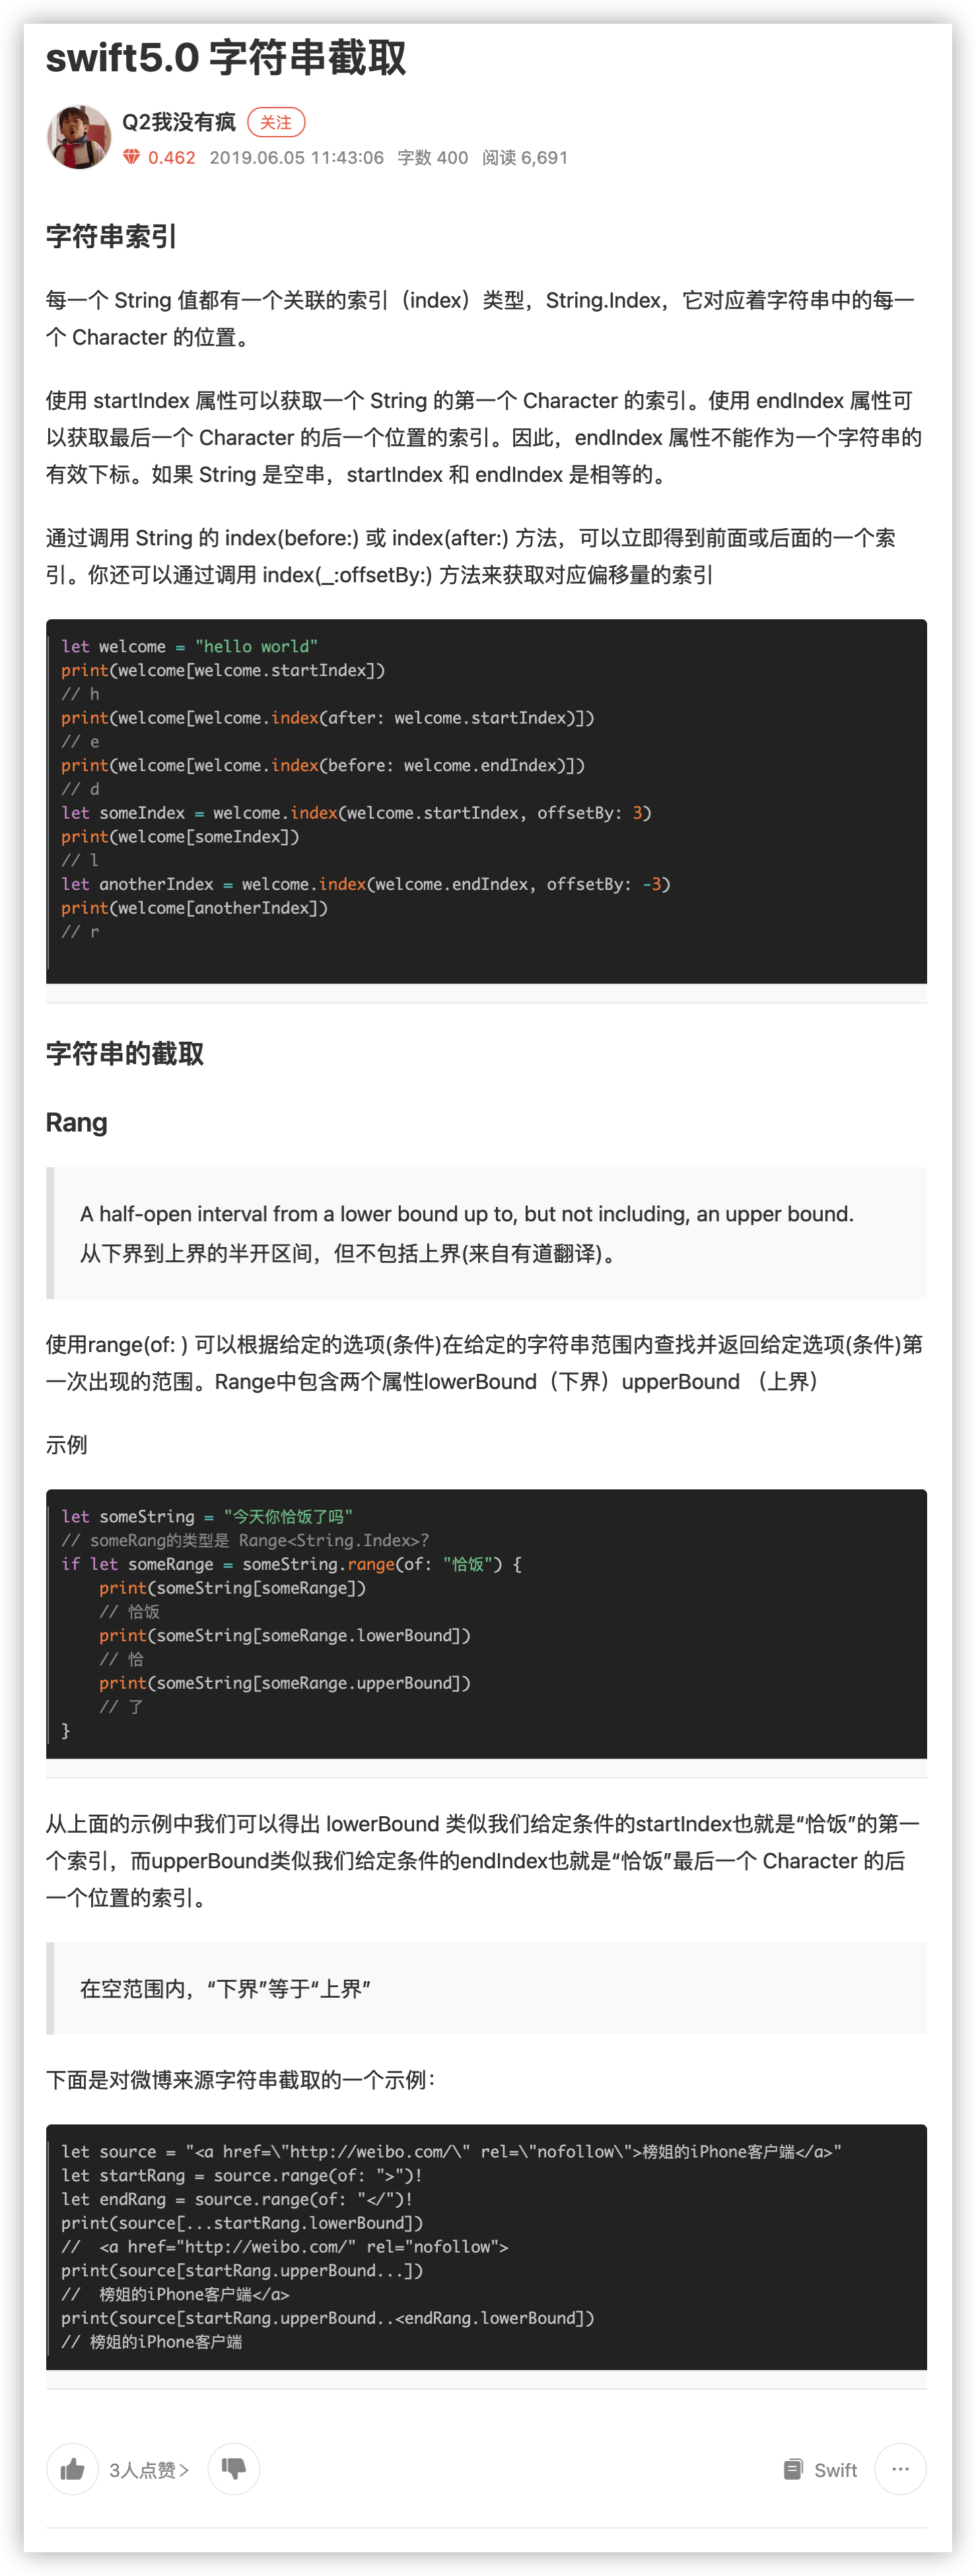 swift5.0 字符串截取
Q2我没有疯 关注
0.462 2019.06.05 11:43:06 字数 400 阅读 6,691
字符串索引
每一个 String 值都有一个关联的索引（index）类型，String.Index，它对应着字符串中的每一
个 Character 的位置。
使用 startIndex 属性可以获取一个 String 的第一个 Character 的索引。使用 endIndex 属性可
以获取最后一个 Character 的后一个位置的索引。因此，endIndex 属性不能作为一个字符串的
有效下标。如果 String 是空串，startIndex 和 endIndex 是相等的。
通过调用 String 的 index(before:) 或 index(after:) 方法，可以立即得到前面或后面的一个索
引。你还可以通过调用 index(_:offsetBy:) 方法来获取对应偏移量的索引
let welcome = "hello world"
print(welcome[welcome.startIndex])
// h
print(welcome[welcome.index(after: welcome.startIndex)])
// e
print(welcome[welcome.index(before: welcome.endIndex)])
// d
let someIndex = welcome.index(welcome.startIndex, offsetBy: 3)
print(welcome[someIndex])
// l
let anotherIndex = welcome.index(welcome.endIndex, offsetBy: -3)
print(welcome[anotherIndex])
// r
字符串的截取
Rang
A half-open interval from a lower bound up to, but not including, an upper bound.
从下界到上界的半开区间，但不包括上界(来自有道翻译)。
使用range(of: ) 可以根据给定的选项(条件)在给定的字符串范围内查找并返回给定选项(条件)第
一次出现的范围。Range中包含两个属性lowerBound（下界）upperBound （上界）
示例
let someString = "今天你恰饭了吗"
// someRang的类型是 Range<String.Index>?
if let someRange = someString.range(of: "恰饭") {
    print(someString[someRange])
    // 恰饭
    print(someString[someRange.lowerBound])
    // 恰
    print(someString[someRange.upperBound])
    // 了
}
从上面的示例中我们可以得出 lowerBound 类似我们给定条件的startIndex也就是“恰饭”的第一
个索引，而upperBound类似我们给定条件的endIndex也就是“恰饭”最后一个 Character 的后
一个位置的索引。
在空范围内，“下界”等于“上界”
下面是对微博来源字符串截取的一个示例：
let source = "<a href=\"http://weibo.com/\" rel=\"nofollow\">榜姐的iPhone客户端</a>"
let startRang = source.range(of: ">")!
let endRang = source.range(of: "</")!
print(source[...startRang.lowerBound])
//  <a href="http://weibo.com/" rel="nofollow">
print(source[startRang.upperBound...])
//  榜姐的iPhone客户端</a>
print(source[startRang.upperBound..<endRang.lowerBound])
// 榜姐的iPhone客户端
3人点赞> Swift ...